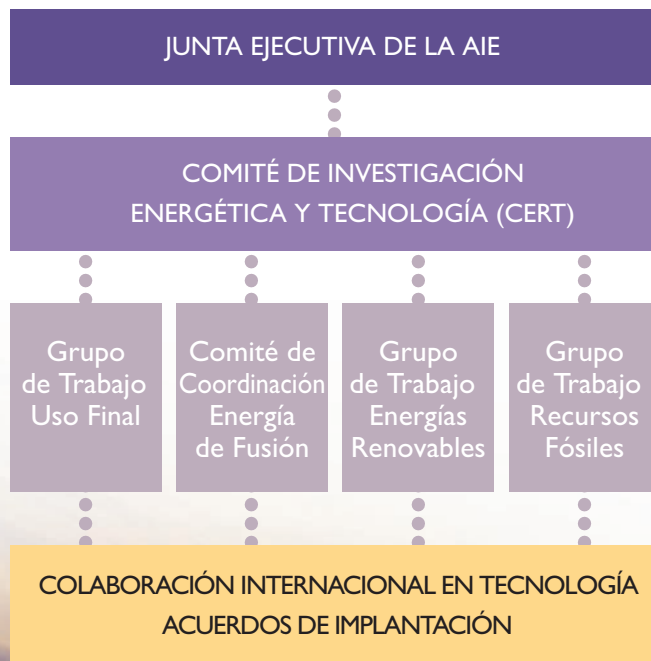 JUNTA EJECUTIVA DE LA AIE
COMITÉ DE INVESTIGACIÓN
ENERGÉTICA Y TECNOLOGÍA (CERT)
Grupo
de Trabajo
Uso Final
Comité de
Coordinación
Energía
de Fusión
Grupo
de Trabajo
Energías
Renovables
Grupo
de Trabajo
Recursos
Fósiles
COLABORACIÓN INTERNACIONAL EN TECNOLOGÍA
ACUERDOS DE IMPLANTACIÓN